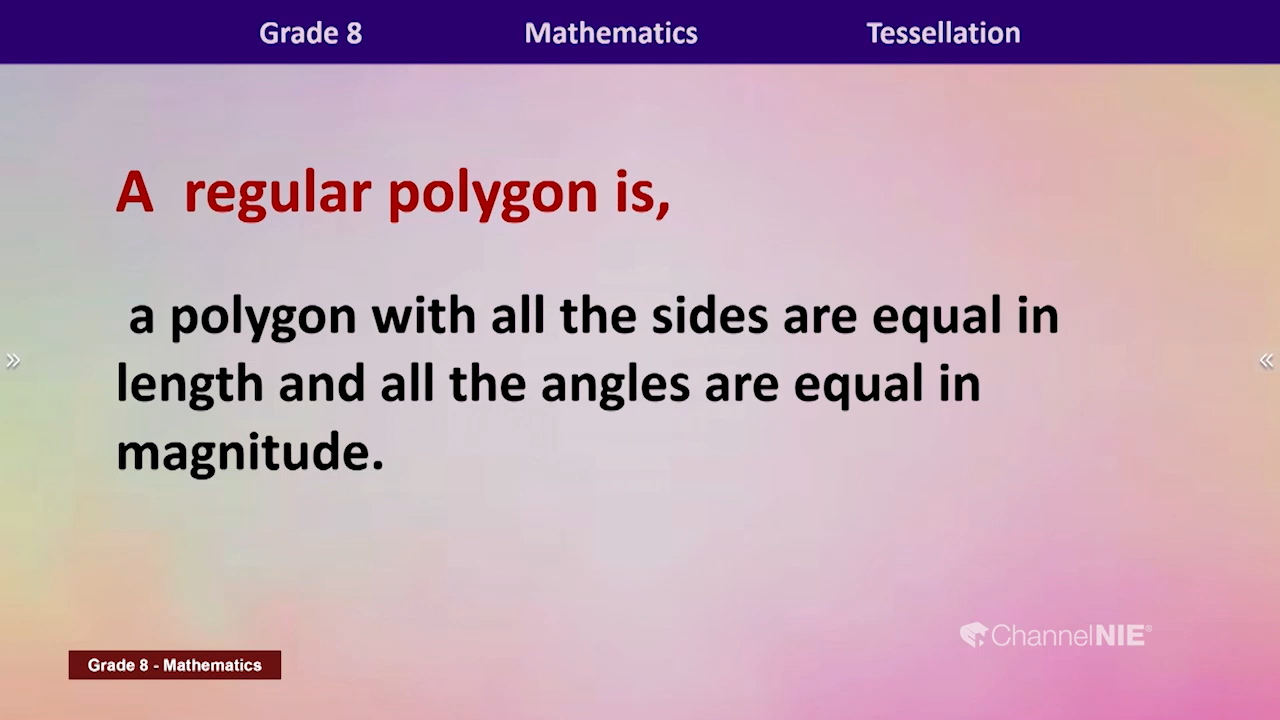 Grade 8 Mathematics Tessellation
A regular polygon is,
a polygon with all the sides are equal in
length and all the angles are equal in
magnitude.
ChannelNIE®
Grade 8 - Mathematics